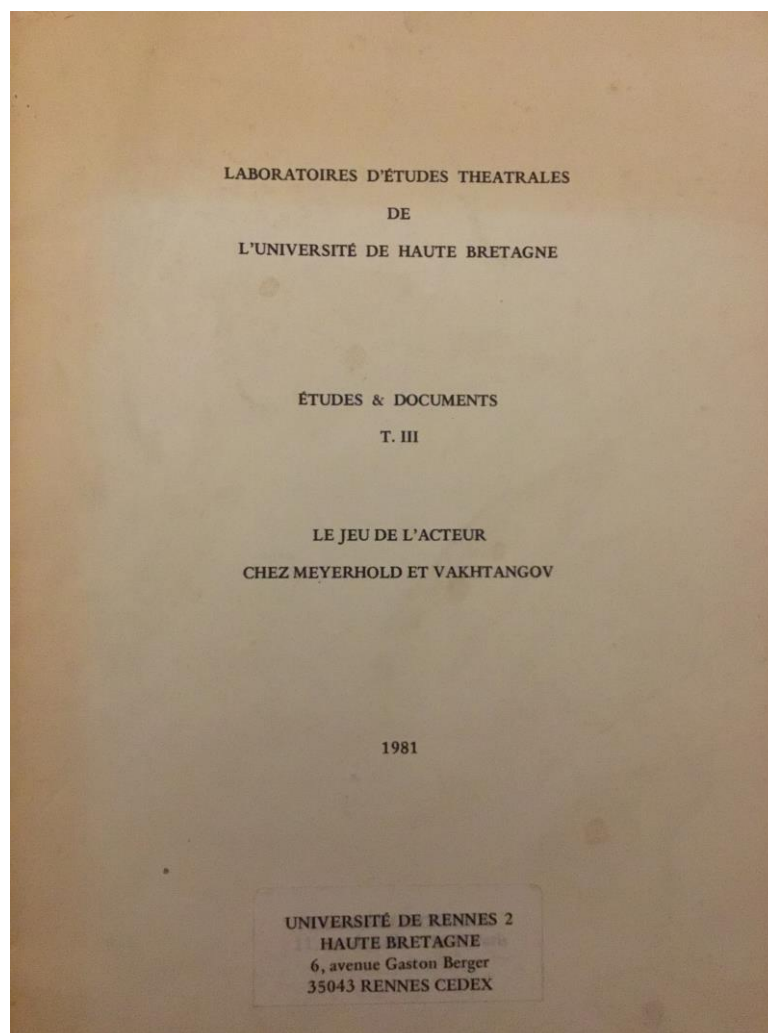 LABORATOIRES D'ÉTUDES THEATRALES
DE
L'UNIVERSITÉ DE HAUTE BRETAGNE
ÉTUDES & DOCUMENTS
T. III
LE JEU DE L'ACTEUR
CHEZ MEYERHOLD ET VAKHTANGOV
1981
UNIVERSITÉ DE RENNES 2
HAUTE BRETAGNE
6, avenue Gaston Berger
35043 RENNES CEDEX